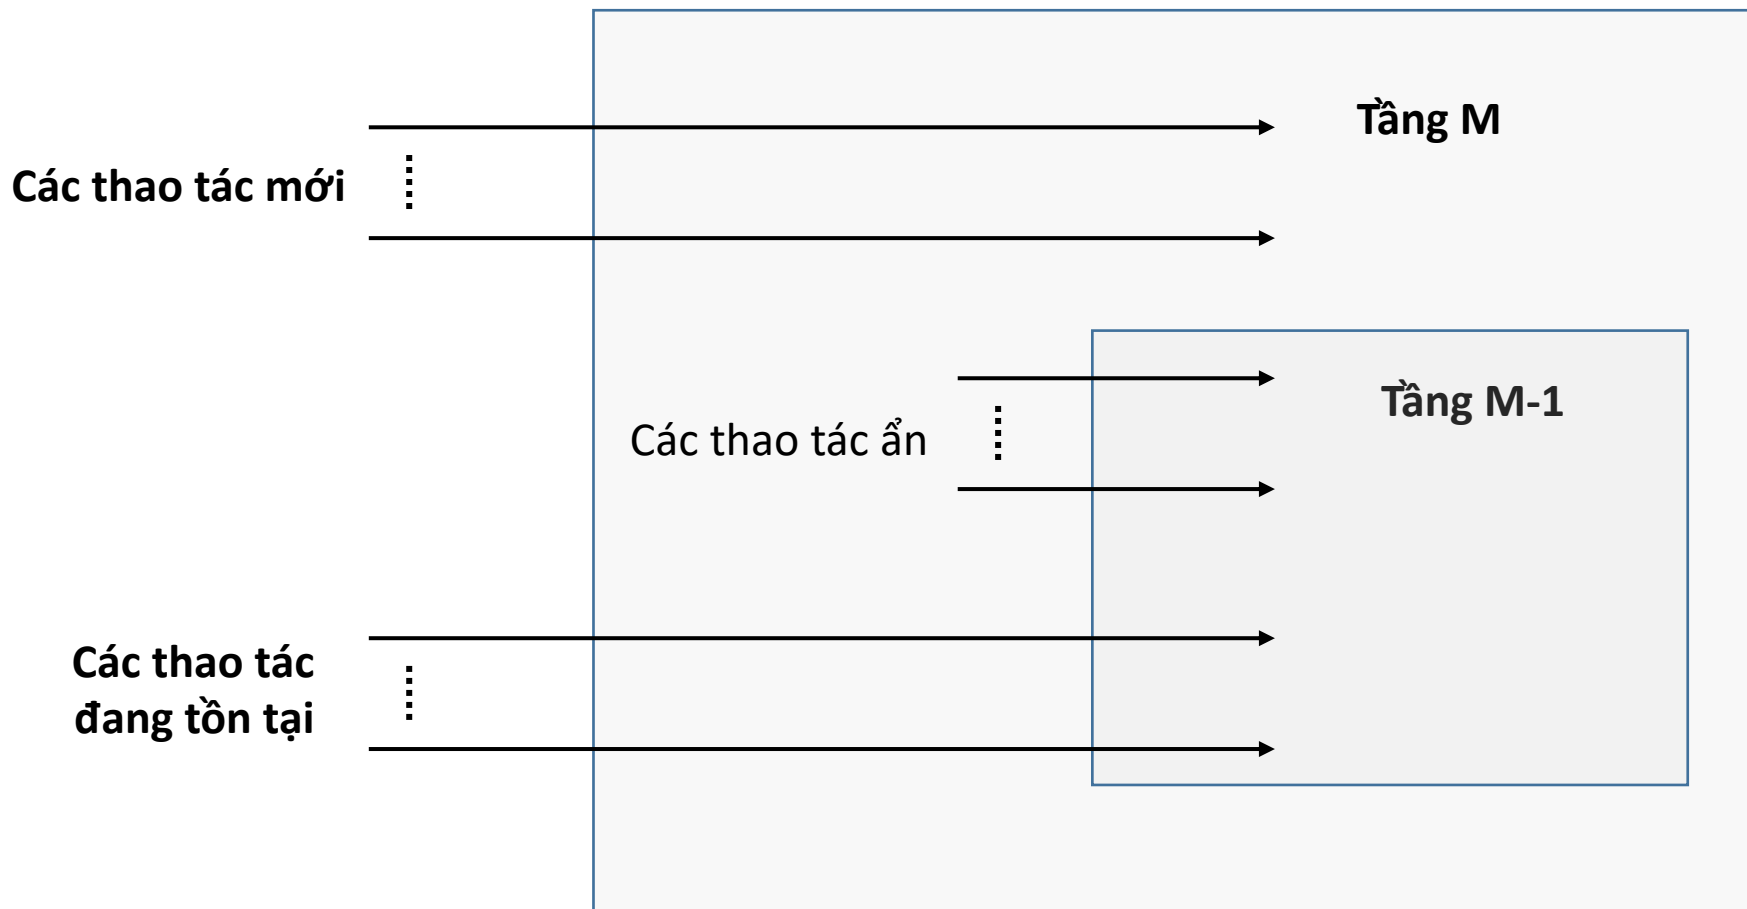 Tầng M
Các thao tác mới
Tầng M-1
Các thao tác ẩn
Các thao tác
đang tồn tại